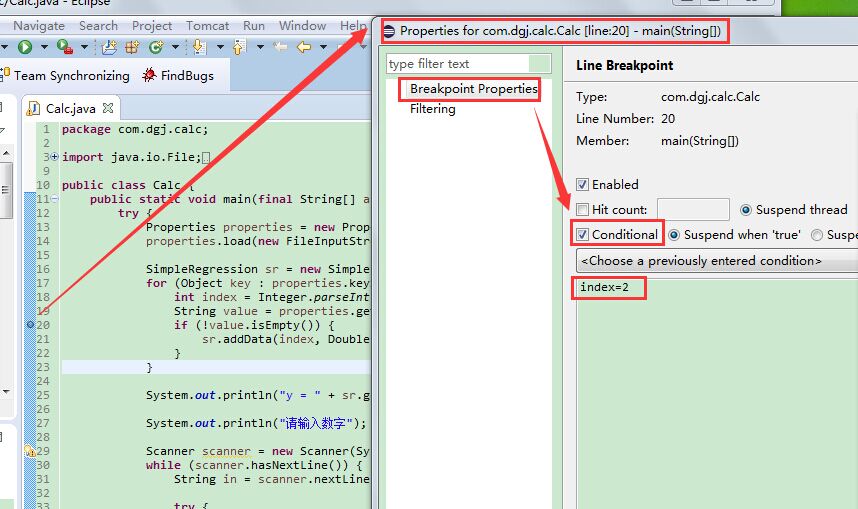 /Calc.java - Eclipse
Navigate Search Project Tomcat Run Window Help
Team Synchronizing FindBugs
Calc.java
1 package com.dgj.calc;
2
3 import java.io.File;
9
10 public class Calc {
11 public static void main(final String[] a
12 try {
13 Properties properties = new Prop
14 properties.load(new FileInputStr
15
16 SimpleRegression sr = new Simple
17 for (Object key : properties.key
18 int index = Integer.parseInt
19 String value = properties.ge
20 if (!value.isEmpty()) {
21 sr.addData(index, Double
22 }
23 }
24
25 System.out.println("y = " + sr.g
26
27 System.out.println("请输入数字");
28
29 Scanner scanner = new Scanner(Sy
30 while (scanner.hasNextLine()) {
31 String in = scanner.nextLine
32
33 try {
Properties for com.dgj.calc.Calc [line:20] - main(String[])
type filter text
Breakpoint Properties
Filtering
Line Breakpoint
Type: com.dgj.calc.Calc
Line Number: 20
Member: main(String[])
Enabled
Hit count: Suspend thread
Conditional Suspend when 'true' Suspe
<Choose a previously entered condition>
index=2